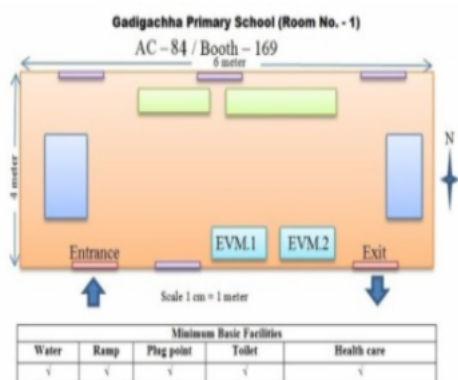 Gadigachha Primary School (Room No. - 1)
AC – 84 / Booth – 169
6 meter
4 meter
N
EVM.1 EVM.2
Entrance Exit
Scale 1 cm = 1 meter
Minimum Basic Facilities
Water Ramp Plug point Toilet Health care
√ √ √ √ √